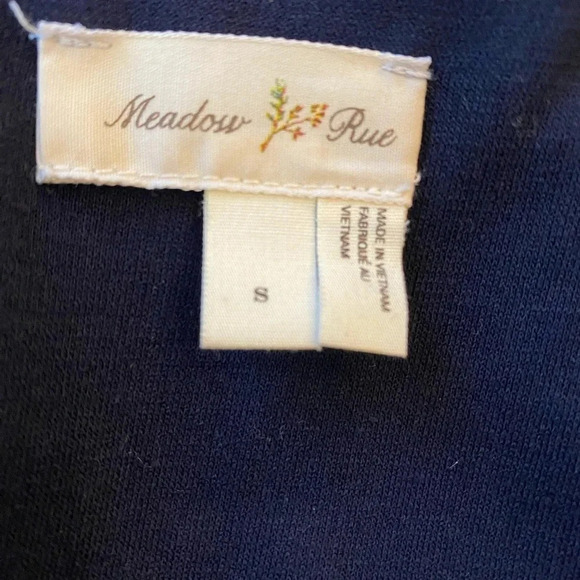 Meadow Rue
S
MADE IN VIETNAM
FABRIQUÉ AU
VIETNAM